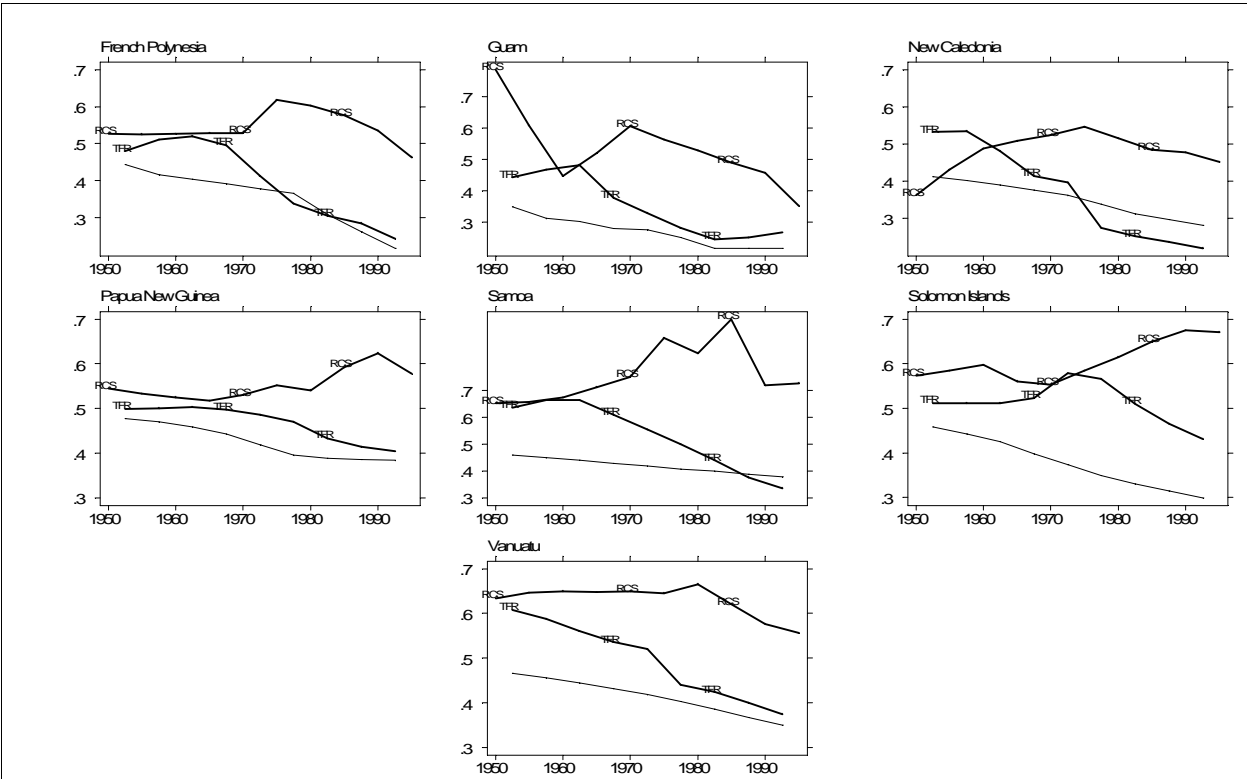 French Polynesia
.7
.6
.5
.4
.3
RCS
RCS
RCS
TFR
TFR
TFR
1950 1960 1970 1980 1990
Guam
.7
.6
.5
.4
.3
RCS
RCS
RCS
TFR
TFR
TFR
1950 1960 1970 1980 1990
New Caledonia
.7
.6
.5
.4
.3
TFR
RCS
RCS
RCS
TFR
TFR
1950 1960 1970 1980 1990
Papua New Guinea
.7
.6
.5
.4
.3
RCS
RCS
RCS
TFR
TFR
TFR
1950 1960 1970 1980 1990
Samoa
.7
.6
.5
.4
.3
RCS
RCS
RCS
TFR
TFR
TFR
1950 1960 1970 1980 1990
Solomon Islands
.7
.6
.5
.4
.3
RCS
RCS
RCS
TFR
TFR
TFR
1950 1960 1970 1980 1990
Vanuatu
.7
.6
.5
.4
.3
RCS
RCS
RCS
TFR
TFR
TFR
1950 1960 1970 1980 1990